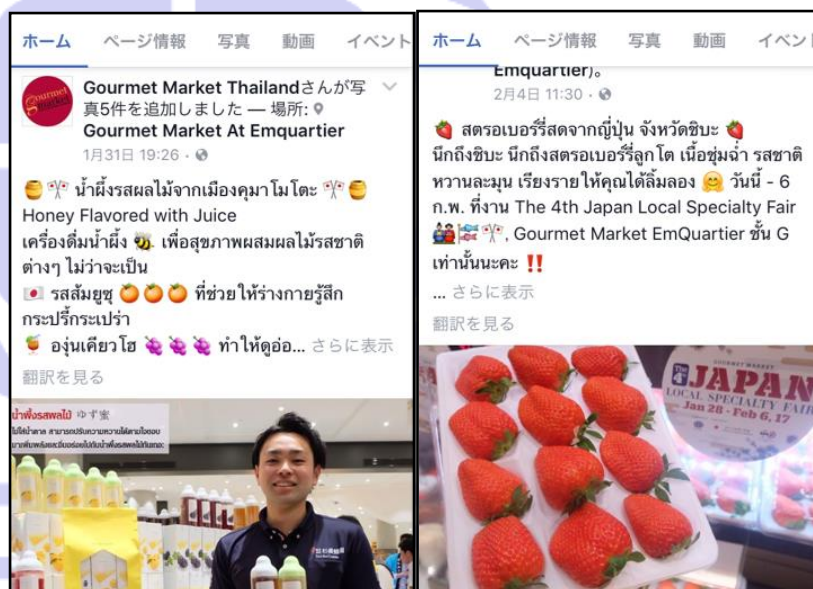 ホーム ページ情報 写真 動画 イベント
Gourmet Market Thailandさんが写
真5件を追加しました — 場所:
Gourmet Market At Emquartier
1月31日 19:26
🍯 🎌 น้ำผึ้งรสผลไม้จากเมืองคุมาโมโตะ 🎌 🍯
Honey Flavored with Juice
เครื่องดื่มน้ำผึ้ง 🐝 เพื่อสุขภาพผสมผลไม้รสชาติ
ต่างๆ ไม่ว่าจะเป็น
🇯🇵 รสส้มยูซุ 🍊 🍊 🍊 ที่ช่วยให้ร่างกายรู้สึก
กระปรี้กระเปร่า
🍹 องุ่นเคียวโฮ 🍇 🍇 🍇 ทำให้ดูอ่อ... さらに表示
翻訳を見る
น้ำผึ้งรสผลไม้ ゆず蜜
ホーム ページ情報 写真 動画 イベント
Emquartier)。
2月4日 11:30
🍓 สตรอเบอร์รี่สดจากญี่ปุ่น จังหวัดชิบะ 🍓
นึกถึงชิบะ นึกถึงสตรอเบอร์รี่ลูกโต เนื้อชุ่มฉ่ำ รสชาติ
หวานละมุน เรียงรายให้คุณได้ลิ้มลอง 🤗 วันนี้ - 6
ก.พ. ที่งาน The 4th Japan Local Specialty Fair
🎎 🎏 🎌, Gourmet Market EmQuartier ชั้น G
เท่านั้นนะคะ ‼️
... さらに表示
翻訳を見る
GOURMET MARKET
The 4th JAPAN
LOCAL SPECIALTY FAIR
Jan 28 - Feb 6, 17